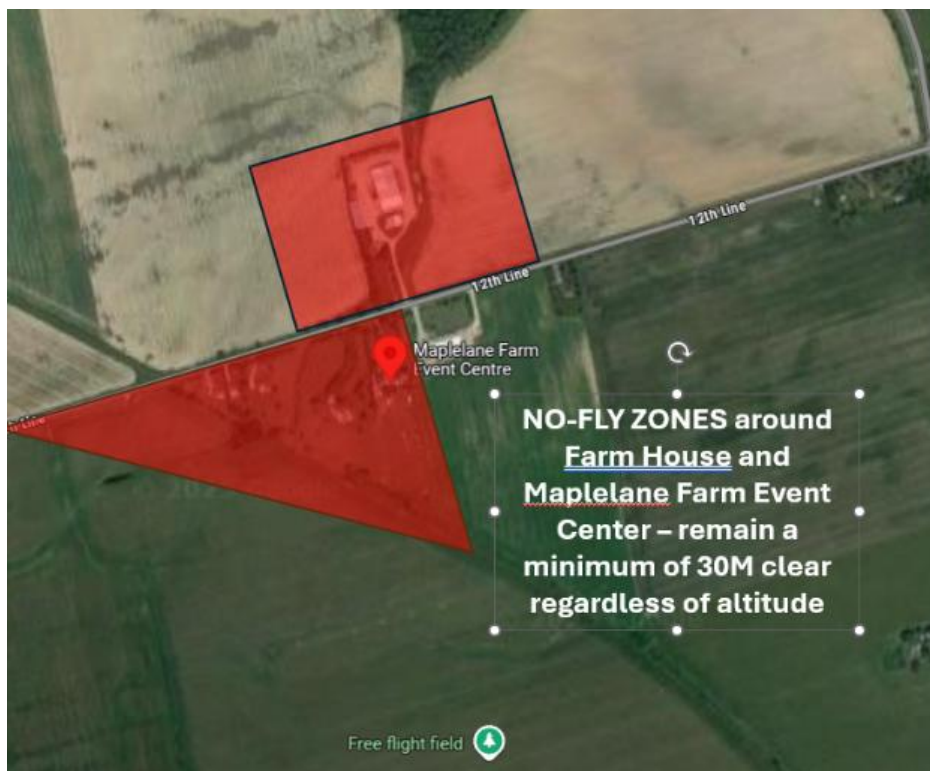 12th Line
12th Line
Maplelane Farm
Event Centre
NO-FLY ZONES around
Farm House and
Maplelane Farm Event
Center – remain a
minimum of 30M clear
regardless of altitude
Free flight field